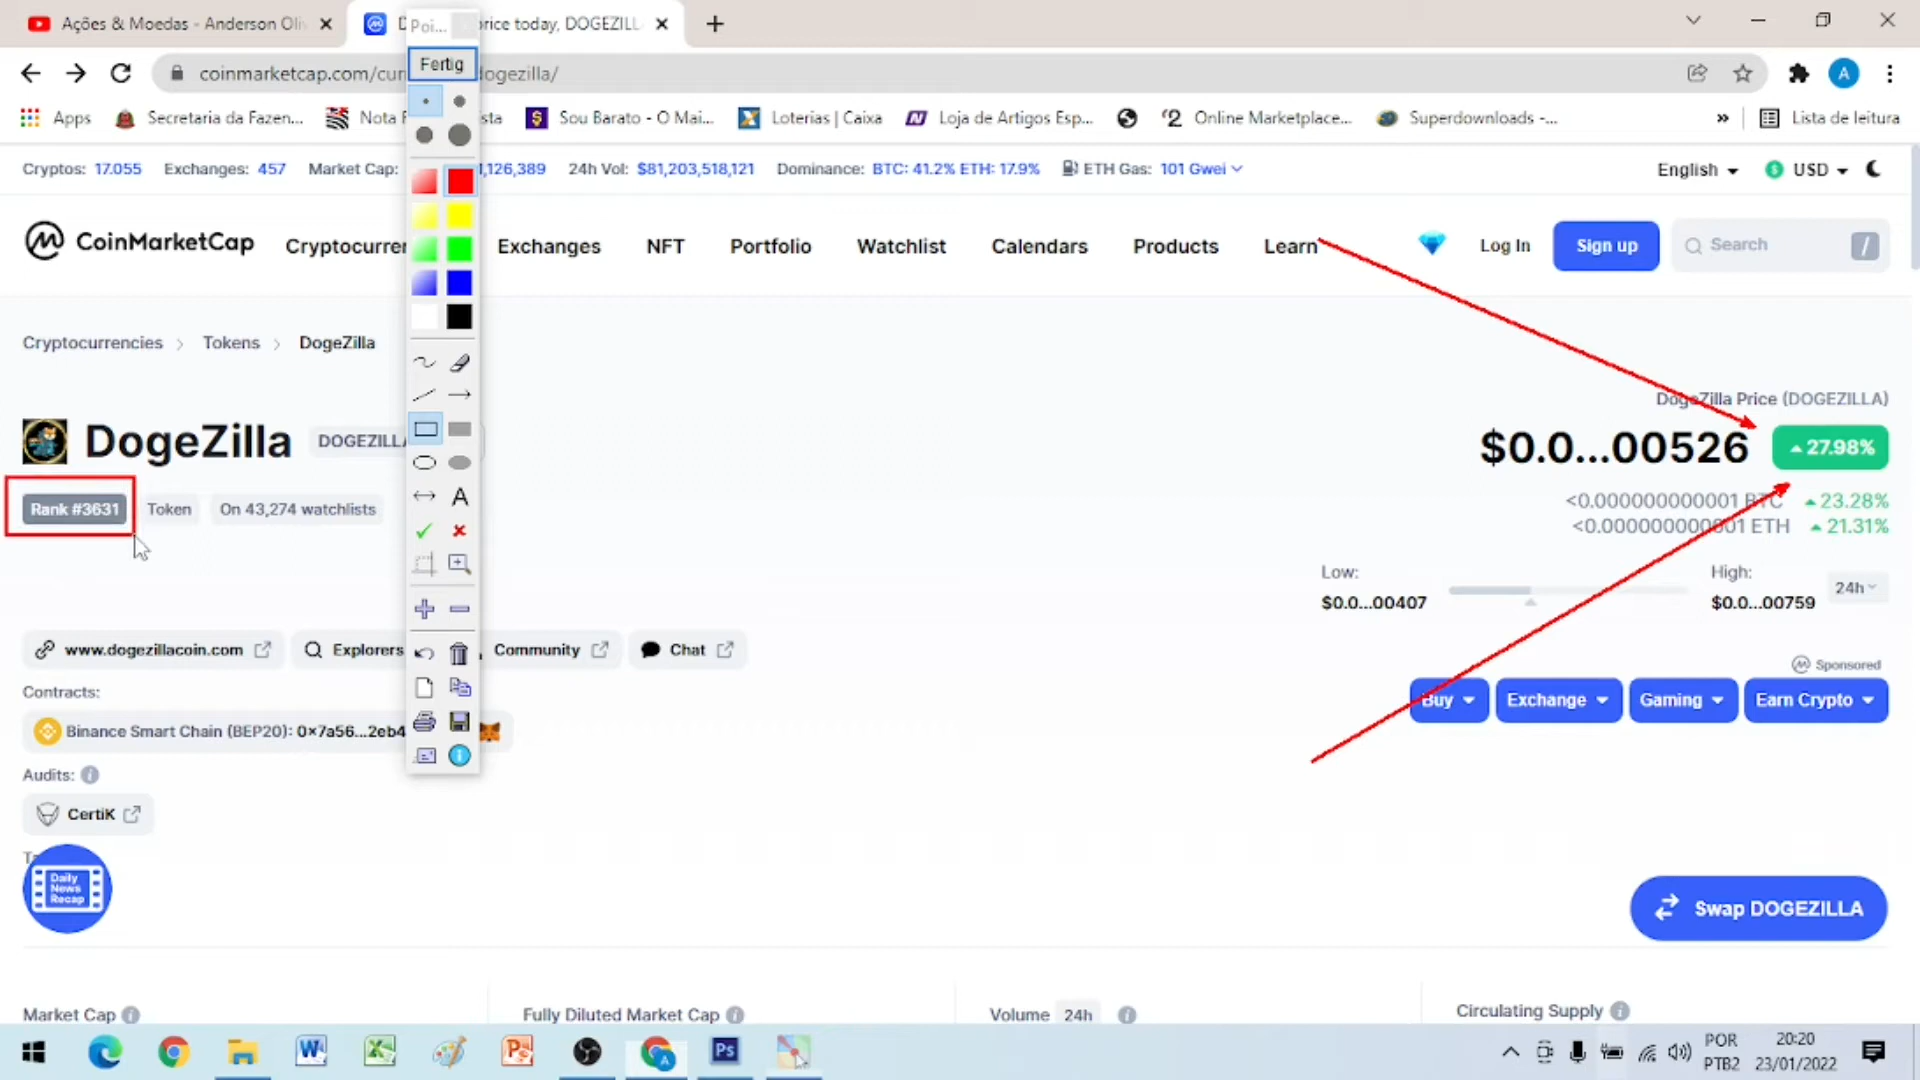 Ações & Moedas - Anderson Oli
rice today, DOGEZILL
Poi...
Fertig
coinmarketcap.com/cur
dogezilla/
Apps
Secretaria da Fazen...
Nota
sta
Sou Barato - O Mai...
Loterias | Caixa
Loja de Artigos Esp...
Online Marketplace...
Superdownloads -...
»
Lista de leitura
Cryptos: 17.055
Exchanges: 457
Market Cap:
1,126,389
24h Vol: $81,203,518,121
Dominance: BTC: 41.2% ETH: 17.9%
ETH Gas: 101 Gwei
English
USD
CoinMarketCap
Cryptocurre
Exchanges
NFT
Portfolio
Watchlist
Calendars
Products
Learn
Log In
Sign up
Search
/
Cryptocurrencies > Tokens > DogeZilla
DogeZilla
DOGEZILLA
Rank #3631
Token
On 43,274 watchlists
DogeZilla Price (DOGEZILLA)
$0.0...00526
27.98%
<0.000000000001 BTC
23.28%
<0.000000000001 ETH
21.31%
Low:
$0.0...00407
High:
$0.0...00759
24h
A
www.dogezillacoin.com
Explorers
Community
Chat
Sponsored
Buy
Exchange
Gaming
Earn Crypto
Contracts:
Binance Smart Chain (BEP20): 0x7a56...2eb4
Audits:
CertiK
Daily
News
Recap
Swap DOGEZILLA
Market Cap
Fully Diluted Market Cap
Volume 24h
Circulating Supply
POR
PTB2
20:20
23/01/2022